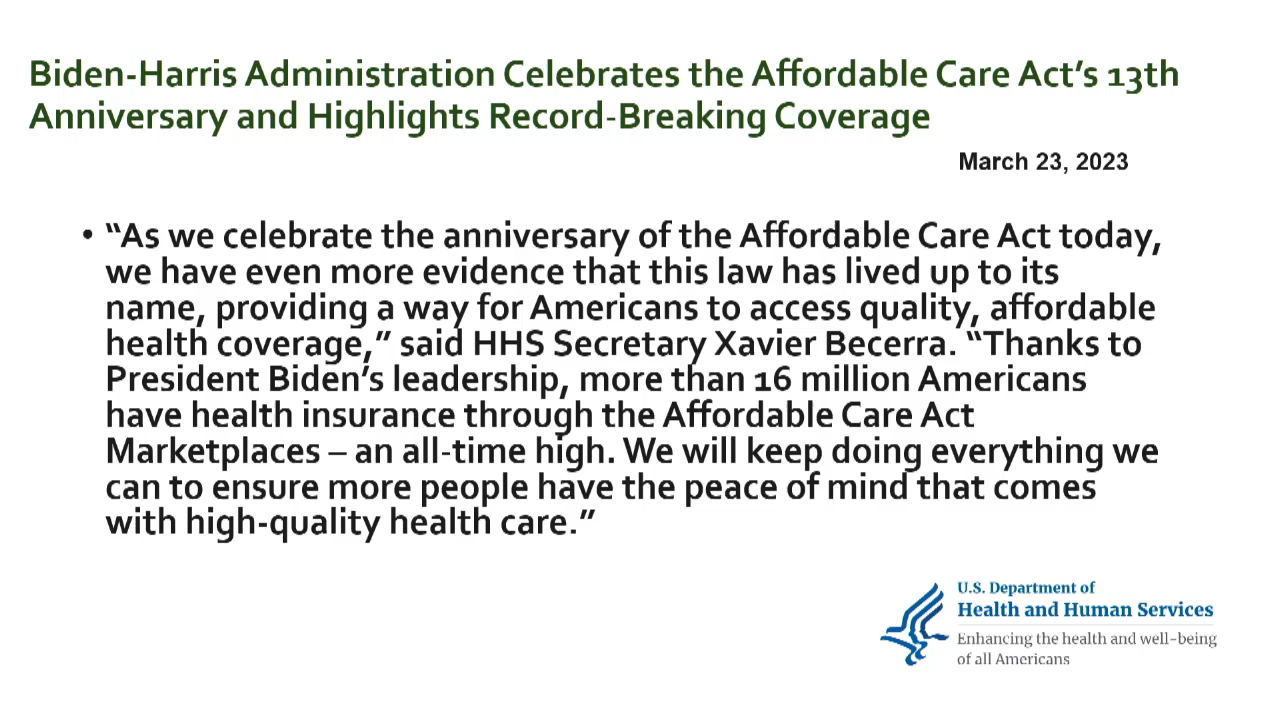 Biden-Harris Administration Celebrates the Affordable Care Act’s 13th
Anniversary and Highlights Record-Breaking Coverage
March 23, 2023
• “As we celebrate the anniversary of the Affordable Care Act today,
we have even more evidence that this law has lived up to its
name, providing a way for Americans to access quality, affordable
health coverage,” said HHS Secretary Xavier Becerra. “Thanks to
President Biden’s leadership, more than 16 million Americans
have health insurance through the Affordable Care Act
Marketplaces – an all-time high. We will keep doing everything we
can to ensure more people have the peace of mind that comes
with high-quality health care.”
U.S. Department of
Health and Human Services
Enhancing the health and well-being
of all Americans